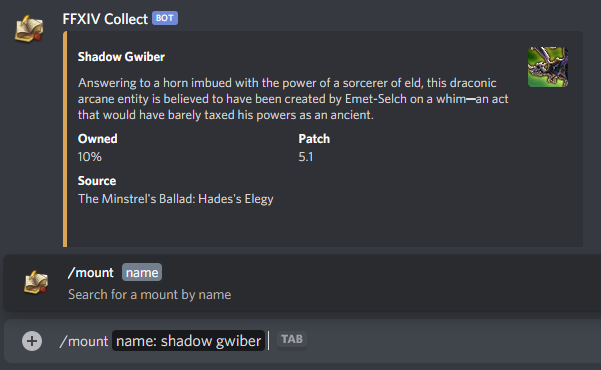 FFXIV Collect BOT
Shadow Gwiber
Answering to a horn imbued with the power of a sorcerer of eld, this draconic
arcane entity is believed to have been created by Emet-Selch on a whim—an act
that would have barely taxed his powers as an ancient.
Owned Patch
10% 5.1
Source
The Minstrel's Ballad: Hades's Elegy
/mount name
Search for a mount by name
/mount name: shadow gwiber TAB